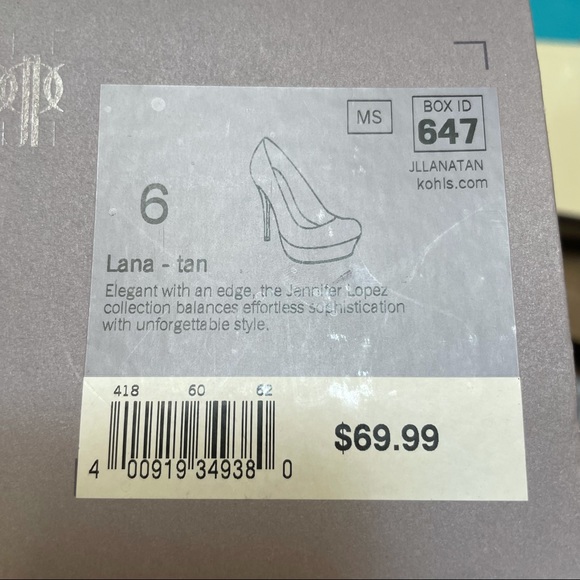 MS
BOX ID
647
JLLANATAN
kohls.com
6
Lana - tan
Elegant with an edge, the Jennifer Lopez
collection balances effortless sophistication
with unforgettable style.
418 60 62
4 00919 34938 0
$69.99